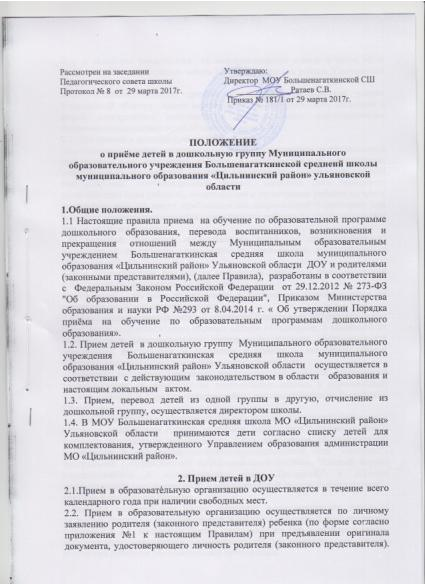 Рассмотрен на заседании
Педагогического совета школы
Протокол № 8 от 29 марта 2017г.
Утверждаю:
Директор МОУ Большенагаткинской СШ
Ратаев С.В.
Приказ № 181/1 от 29 марта 2017г.
ПОЛОЖЕНИЕ
о приёме детей в дошкольную группу Муниципального
образовательного учреждения Большенагаткинской средненй школы
муниципального образования «Цильнинский район» ульяновской
области
1.Общие положения.
1.1 Настоящие правила приема на обучение по образовательной программе
дошкольного образования, перевода воспитанников, возникновения и
прекращения отношений между Муниципальным образовательным
учреждением Большенагаткинская средняя школа муниципального
образования «Цильнинский район» Ульяновской области ДОУ и родителями
(законными представителями), (далее Правила), разработаны в соответствии
с Федеральным Законом Российской Федерации от 29.12.2012 № 273-ФЗ
"Об образовании в Российской Федерации", Приказом Министерства
образования и науки РФ №293 от 8.04.2014 г. « Об утверждении Порядка
приёма на обучение по образовательным программам дошкольного
образования».
1.2. Прием детей в дошкольную группу Муниципального образовательного
учреждения Большенагаткинская средняя школа муниципального
образования «Цильнинский район» Ульяновской области осуществляется в
соответствии с действующим законодательством в области образования и
настоящим локальным актом.
1.3. Прием, перевод детей из одной группы в другую, отчисление из
дошкольной группу, осуществляется директором школы.
1.4. В МОУ Большенагаткинская средняя школа МО «Цильнинский район»
Ульяновской области принимаются дети согласно списку детей для
комплектования, утвержденного Управлением образования администрации
МО «Цильнинский район».
2. Прием детей в ДОУ
2.1.Прием в образовательную организацию осуществляется в течение всего
календарного года при наличии свободных мест.
2.2. Прием в образовательную организацию осуществляется по личному
заявлению родителя (законного представителя) ребенка (по форме согласно
приложения №1 к настоящим Правилам) при предъявлении оригинала
документа, удостоверяющего личность родителя (законного представителя).